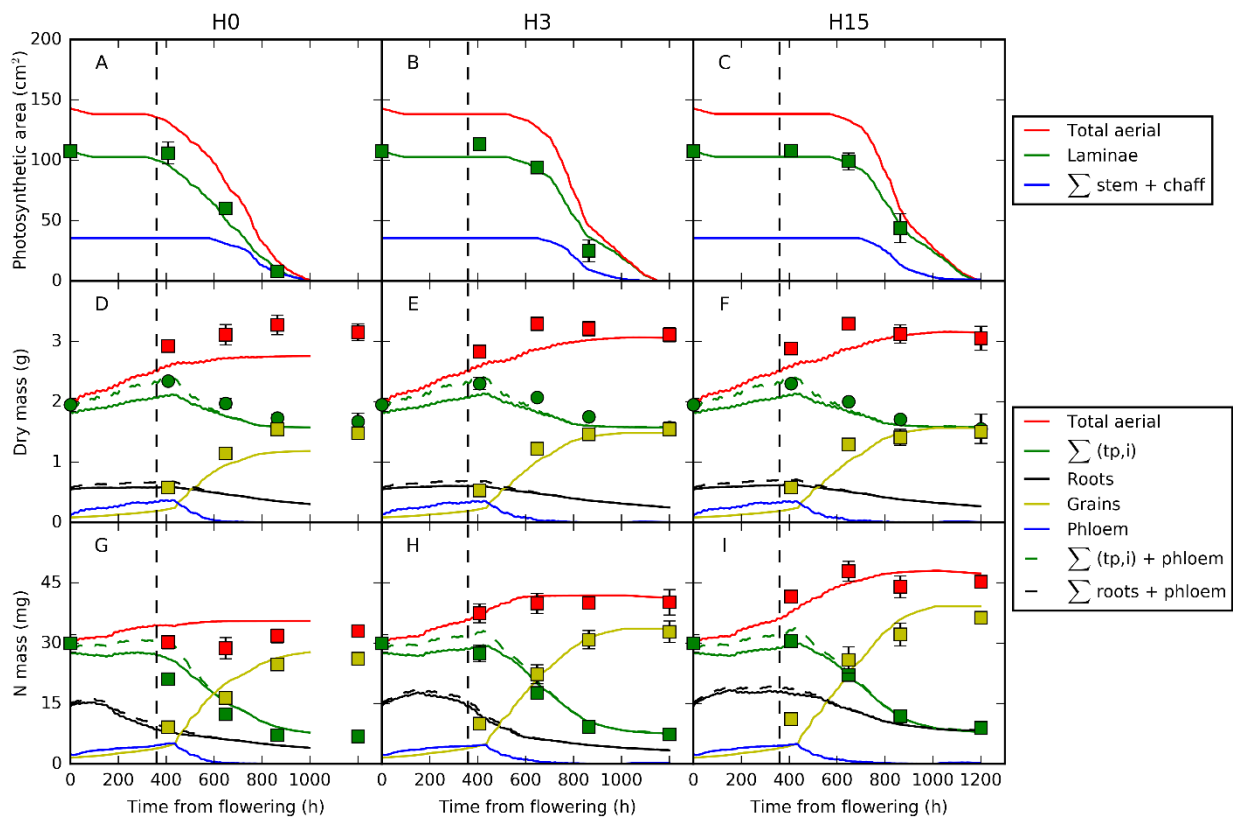 H0 H3 H15
Photosynthetic area (cm²)
200
150
100
50
0
A B C
Total aerial
Laminae
∑ stem + chaff
Dry mass (g)
3
2
1
0
D E F
Total aerial
∑ (tp,i)
Roots
Grains
Phloem
∑ (tp,i) + phloem
∑ roots + phloem
N mass (mg)
45
30
15
0
G H I
0 200 400 600 800 1000 0 200 400 600 800 1000 0 200 400 600 800 1000 1200
Time from flowering (h) Time from flowering (h) Time from flowering (h)